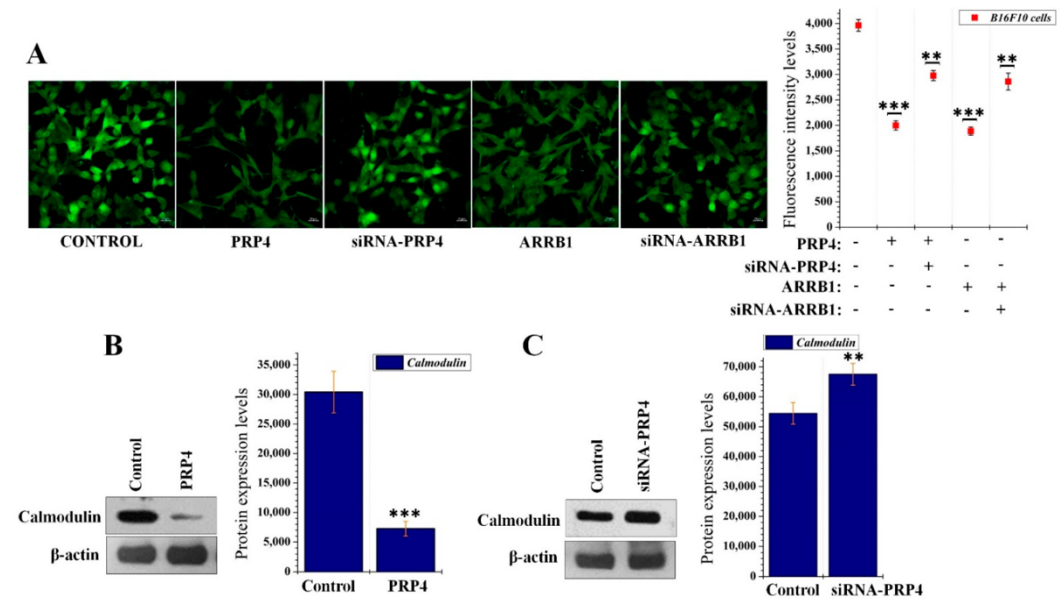 A
CONTROL
PRP4
siRNA-PRP4
ARRB1
siRNA-ARRB1
B16F10 cells
Fluorescence intensity levels
4,000
3,500
3,000
2,500
2,000
1,500
1,000
500
0
***
**
***
**
PRP4: - + + - -
siRNA-PRP4: - - + - -
ARRB1: - - - + +
siRNA-ARRB1: - - - - +
B
Control
PRP4
Calmodulin
β-actin
Calmodulin
Protein expression levels
35,000
30,000
25,000
20,000
15,000
10,000
5,000
0
***
Control
PRP4
C
Control
siRNA-PRP4
Calmodulin
β-actin
Calmodulin
Protein expression levels
70,000
60,000
50,000
40,000
30,000
20,000
10,000
0
**
Control
siRNA-PRP4